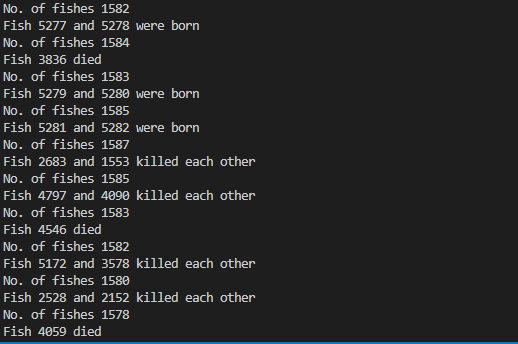 No. of fishes 1582
Fish 5277 and 5278 were born
No. of fishes 1584
Fish 3836 died
No. of fishes 1583
Fish 5279 and 5280 were born
No. of fishes 1585
Fish 5281 and 5282 were born
No. of fishes 1587
Fish 2683 and 1553 killed each other
No. of fishes 1585
Fish 4797 and 4090 killed each other
No. of fishes 1583
Fish 4546 died
No. of fishes 1582
Fish 5172 and 3578 killed each other
No. of fishes 1580
Fish 2528 and 2152 killed each other
No. of fishes 1578
Fish 4059 died